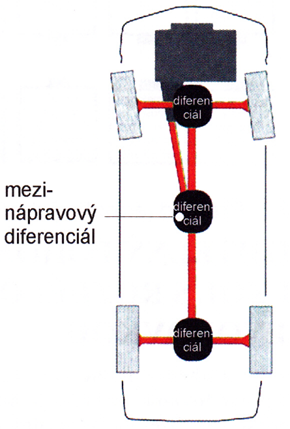 diferen-
ciál
mezi-
nápravový
diferenciál
diferen-
ciál
diferen-
ciál